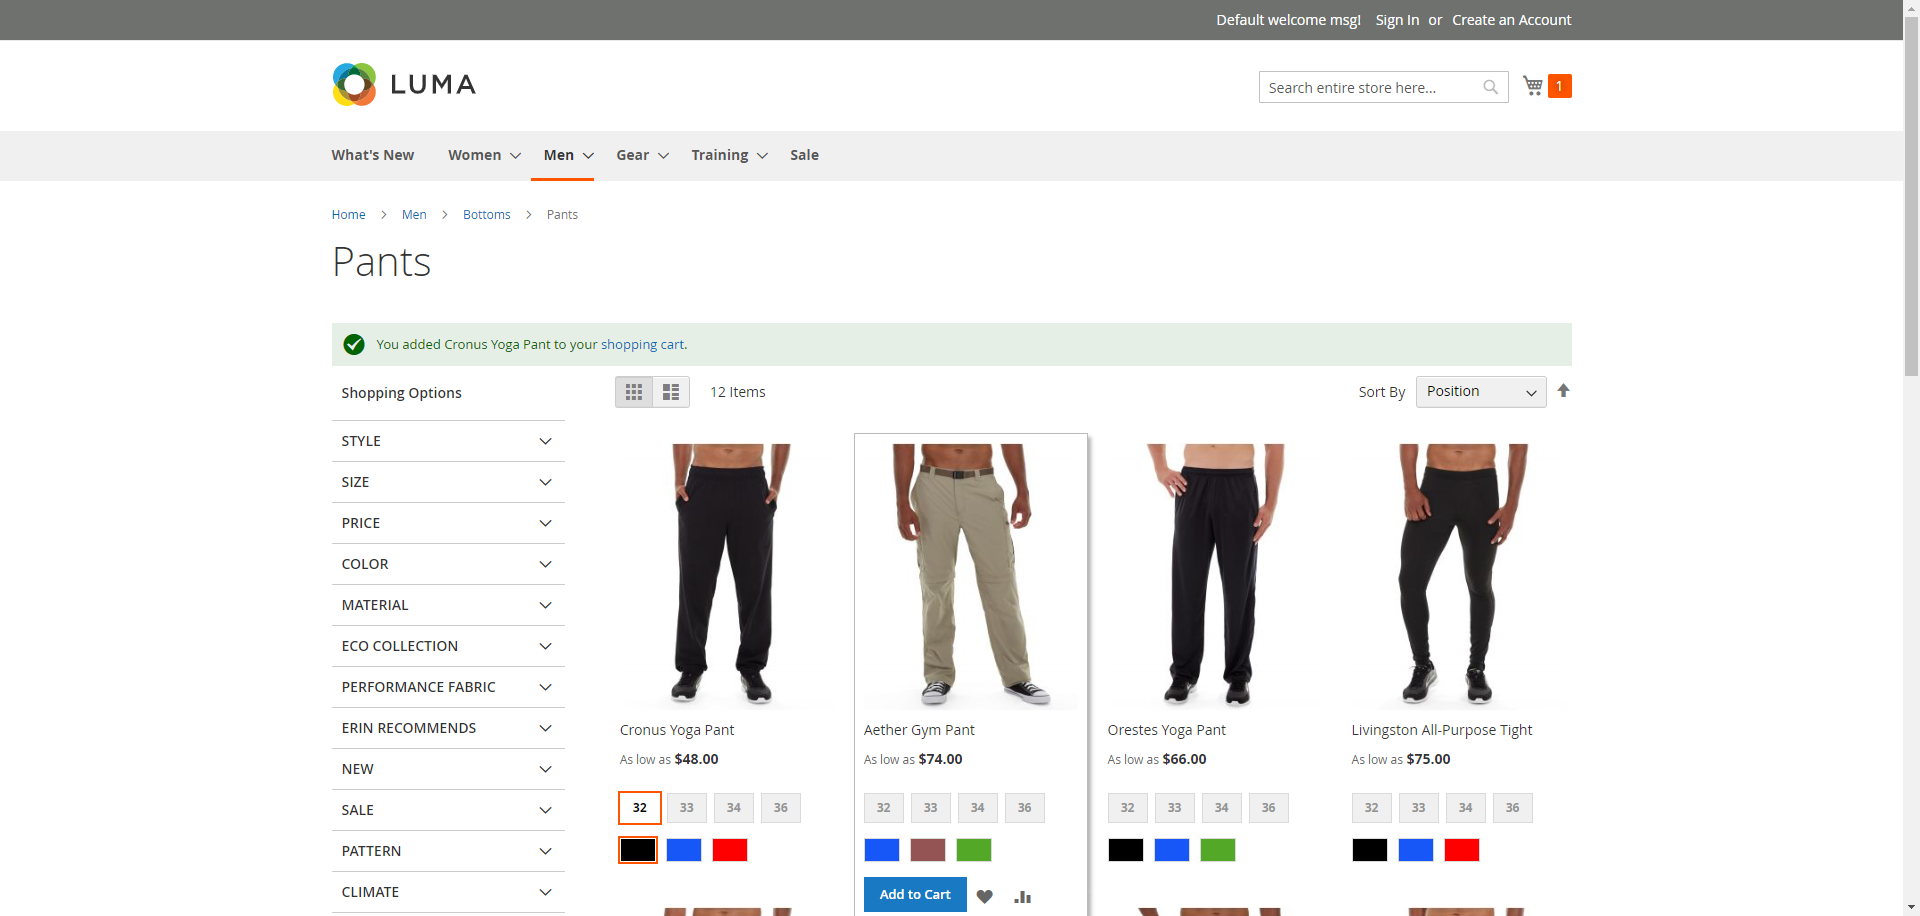 Default welcome msg! Sign In or Create an Account
LUMA
Search entire store here...
1
What's New Women Men Gear Training Sale
Home Men Bottoms Pants
Pants
You added Cronus Yoga Pant to your shopping cart.
Shopping Options
12 Items
Sort By Position
STYLE
SIZE
PRICE
COLOR
MATERIAL
ECO COLLECTION
PERFORMANCE FABRIC
ERIN RECOMMENDS
NEW
SALE
PATTERN
CLIMATE
Cronus Yoga Pant
As low as $48.00
32 33 34 36
Aether Gym Pant
As low as $74.00
32 33 34 36
Add to Cart
Orestes Yoga Pant
As low as $66.00
32 33 34 36
Livingston All-Purpose Tight
As low as $75.00
32 33 34 36